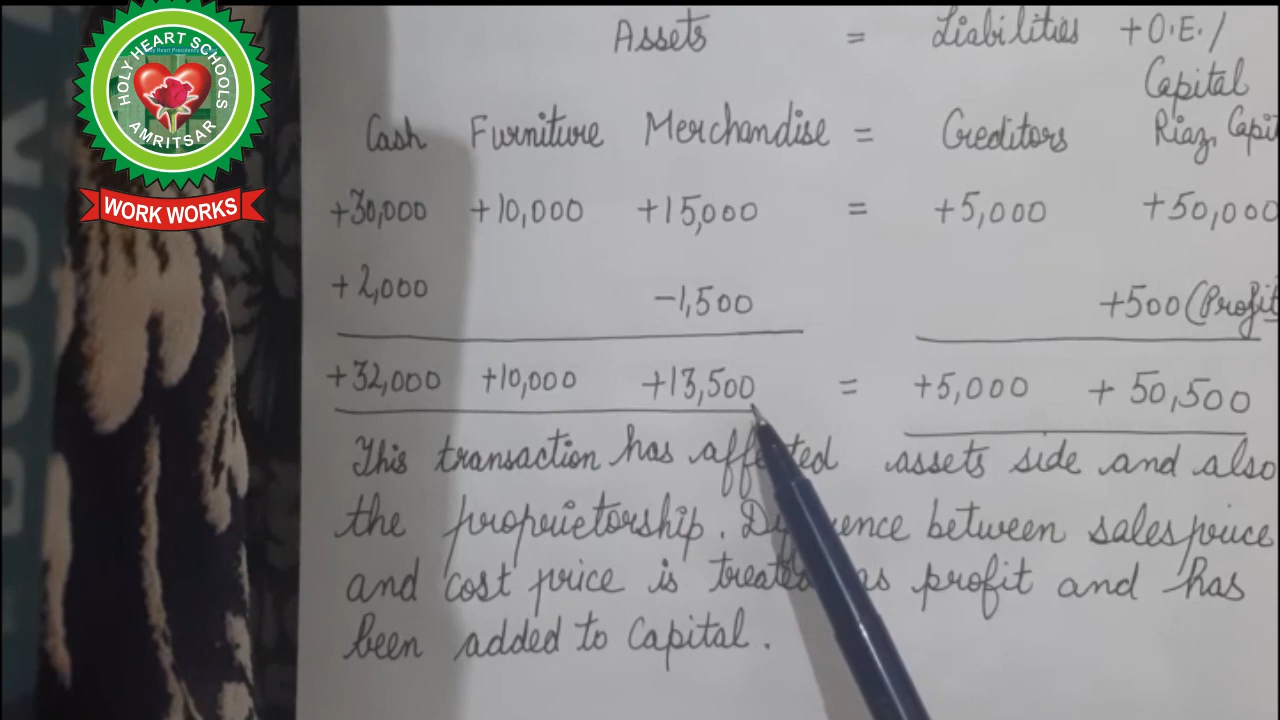 HOLY HEART SCHOOLS
AMRITSAR
WORK WORKS
Assets = Liabilities + O.E./
Capital
Cash Furniture Merchandise = Creditors Riaz, Capi
+30,000 +10,000 +15,000 = +5,000 +50,000
+2,000 -1,500 +500 (Profit
+32,000 +10,000 +13,500 = +5,000 + 50,500
This transaction has affected assets side and also
the proprietorship. Difference between sales price
and cost price is treated as profit and has
been added to Capital.